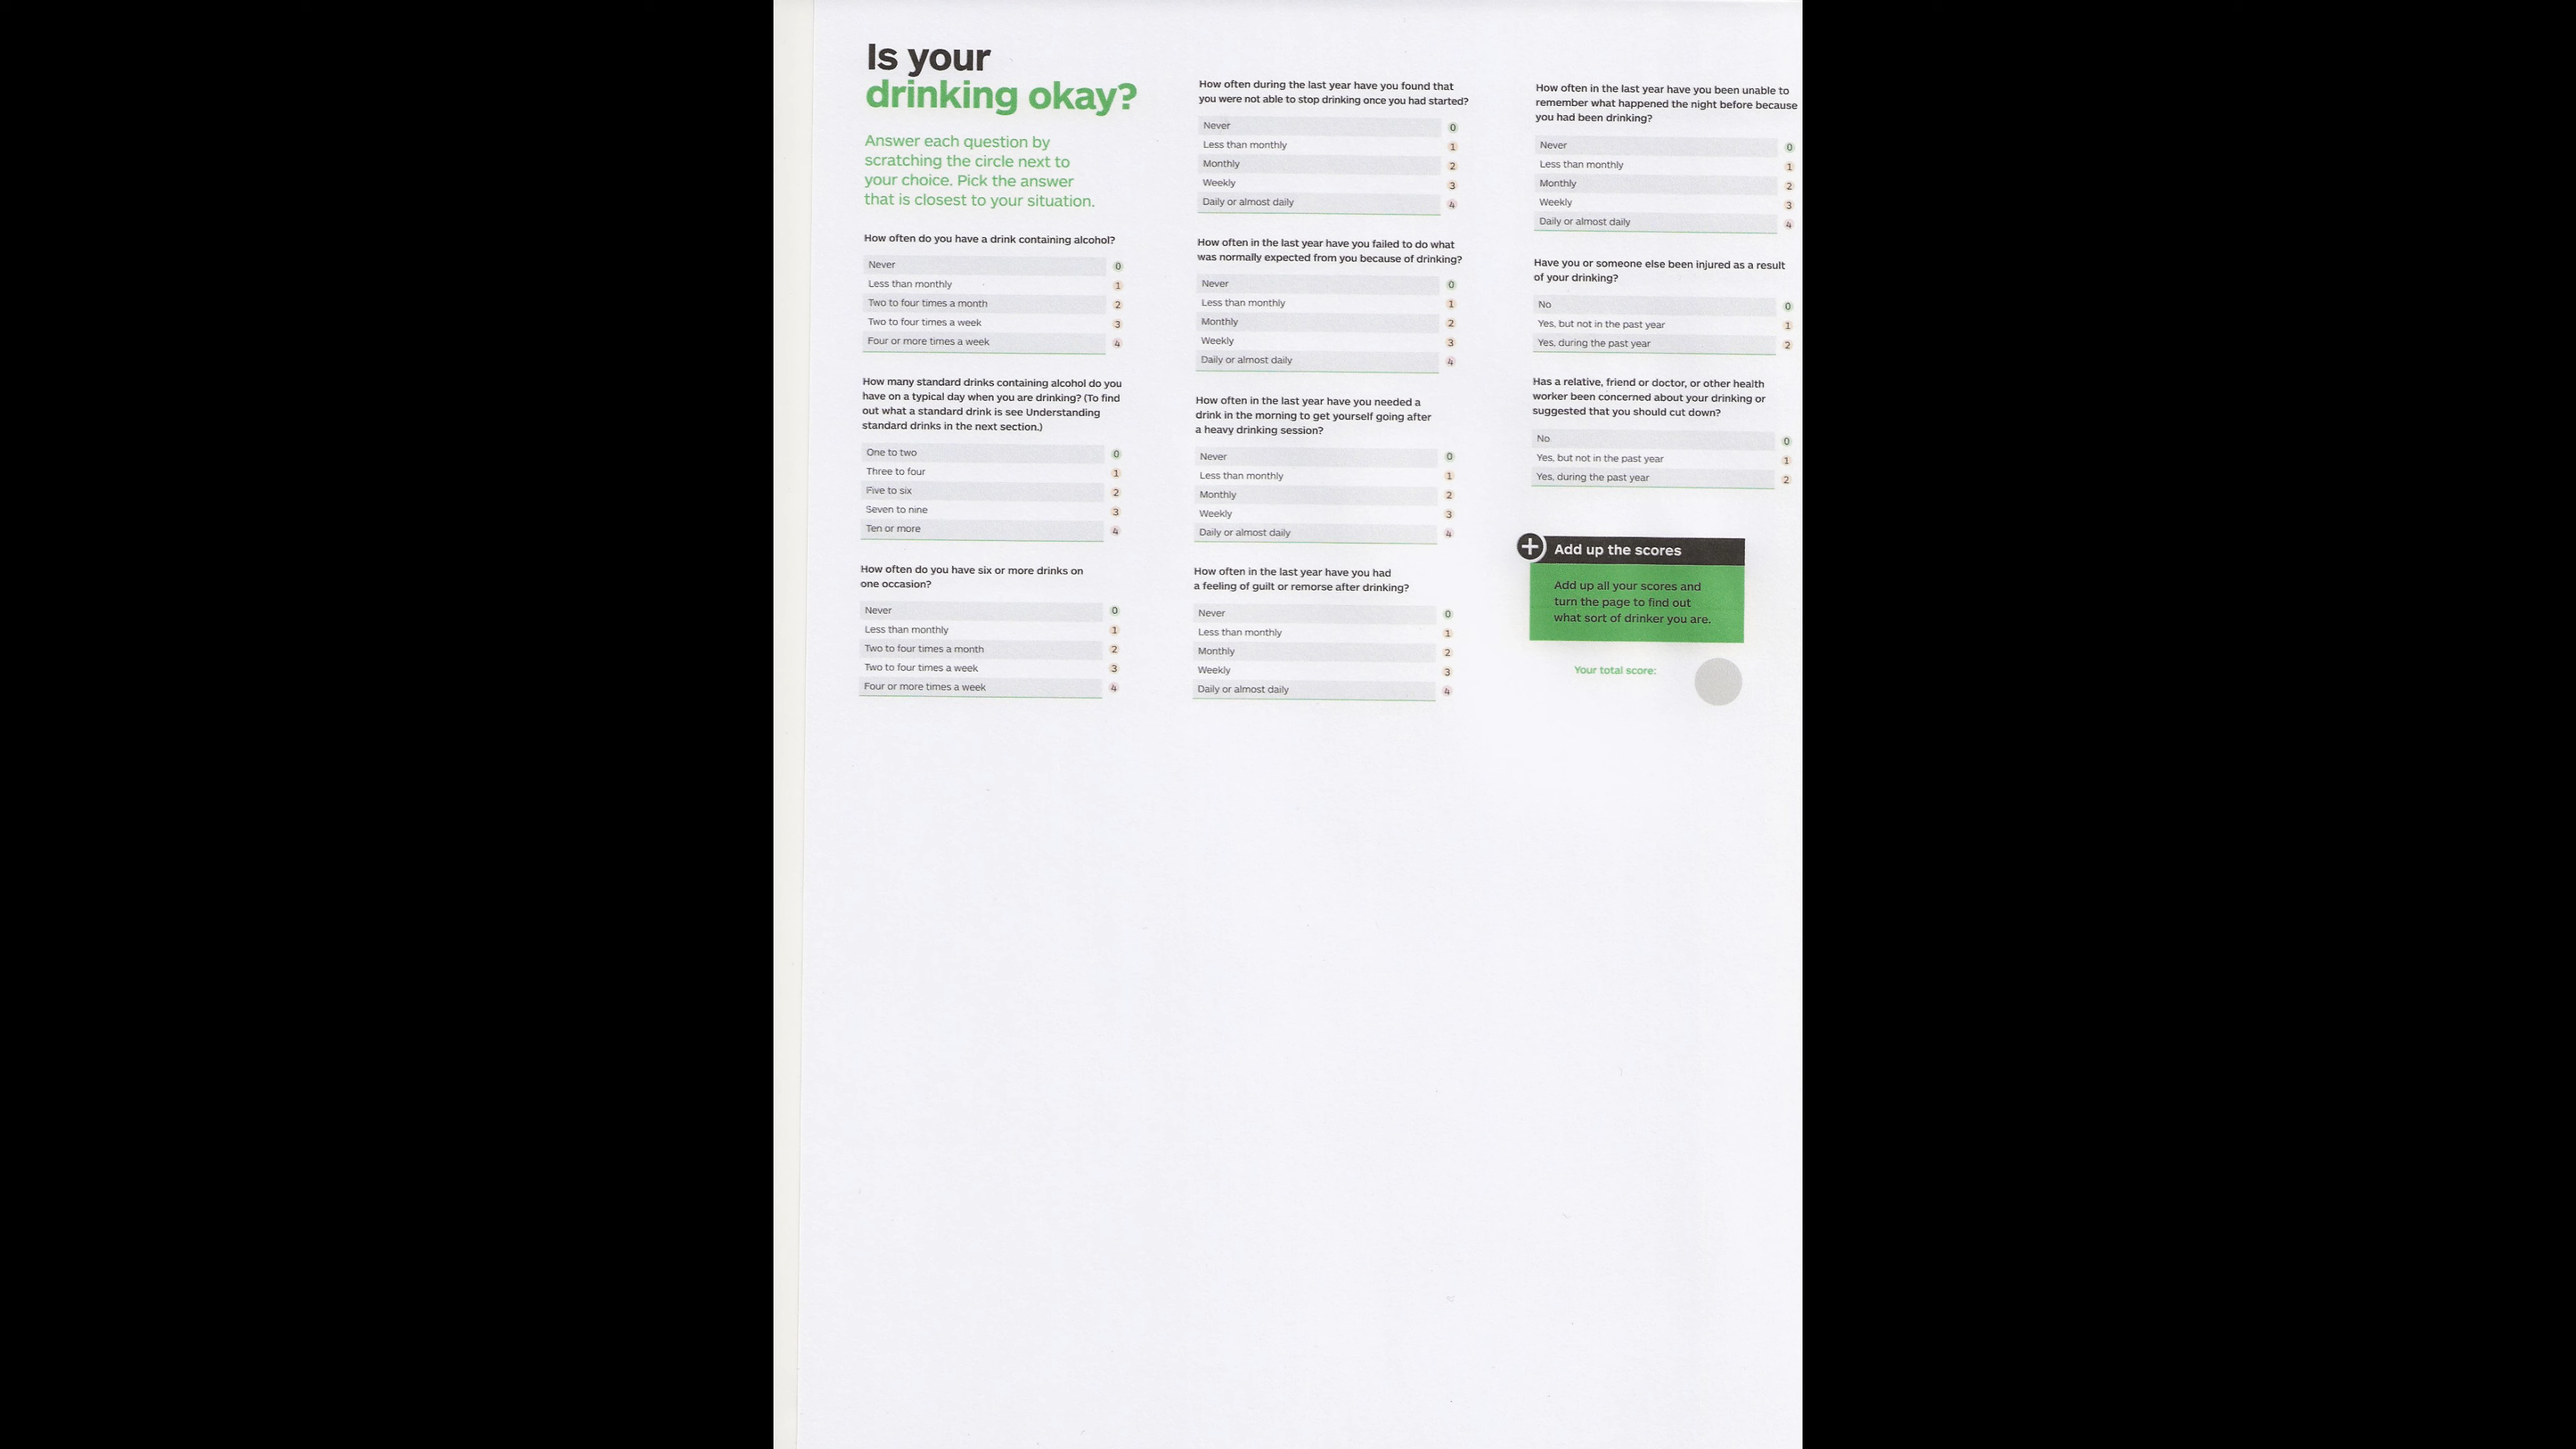 Is your
drinking okay?
Answer each question by
scratching the circle next to
your choice. Pick the answer
that is closest to your situation.
How often do you have a drink containing alcohol?
Never 0
Less than monthly 1
Two to four times a month 2
Two to four times a week 3
Four or more times a week 4
How many standard drinks containing alcohol do you
have on a typical day when you are drinking? (To find
out what a standard drink is see Understanding
standard drinks in the next section.)
One to two 0
Three to four 1
Five to six 2
Seven to nine 3
Ten or more 4
How often do you have six or more drinks on
one occasion?
Never 0
Less than monthly 1
Two to four times a month 2
Two to four times a week 3
Four or more times a week 4
How often during the last year have you found that
you were not able to stop drinking once you had started?
Never 0
Less than monthly 1
Monthly 2
Weekly 3
Daily or almost daily 4
How often in the last year have you failed to do what
was normally expected from you because of drinking?
Never 0
Less than monthly 1
Monthly 2
Weekly 3
Daily or almost daily 4
How often in the last year have you needed a
drink in the morning to get yourself going after
a heavy drinking session?
Never 0
Less than monthly 1
Monthly 2
Weekly 3
Daily or almost daily 4
How often in the last year have you had
a feeling of guilt or remorse after drinking?
Never 0
Less than monthly 1
Monthly 2
Weekly 3
Daily or almost daily 4
How often in the last year have you been unable to
remember what happened the night before because
you had been drinking?
Never 0
Less than monthly 1
Monthly 2
Weekly 3
Daily or almost daily 4
Have you or someone else been injured as a result
of your drinking?
No 0
Yes, but not in the past year 1
Yes, during the past year 2
Has a relative, friend or doctor, or other health
worker been concerned about your drinking or
suggested that you should cut down?
No 0
Yes, but not in the past year 1
Yes, during the past year 2
Add up the scores
Add up all your scores and
turn the page to find out
what sort of drinker you are.
Your total score: